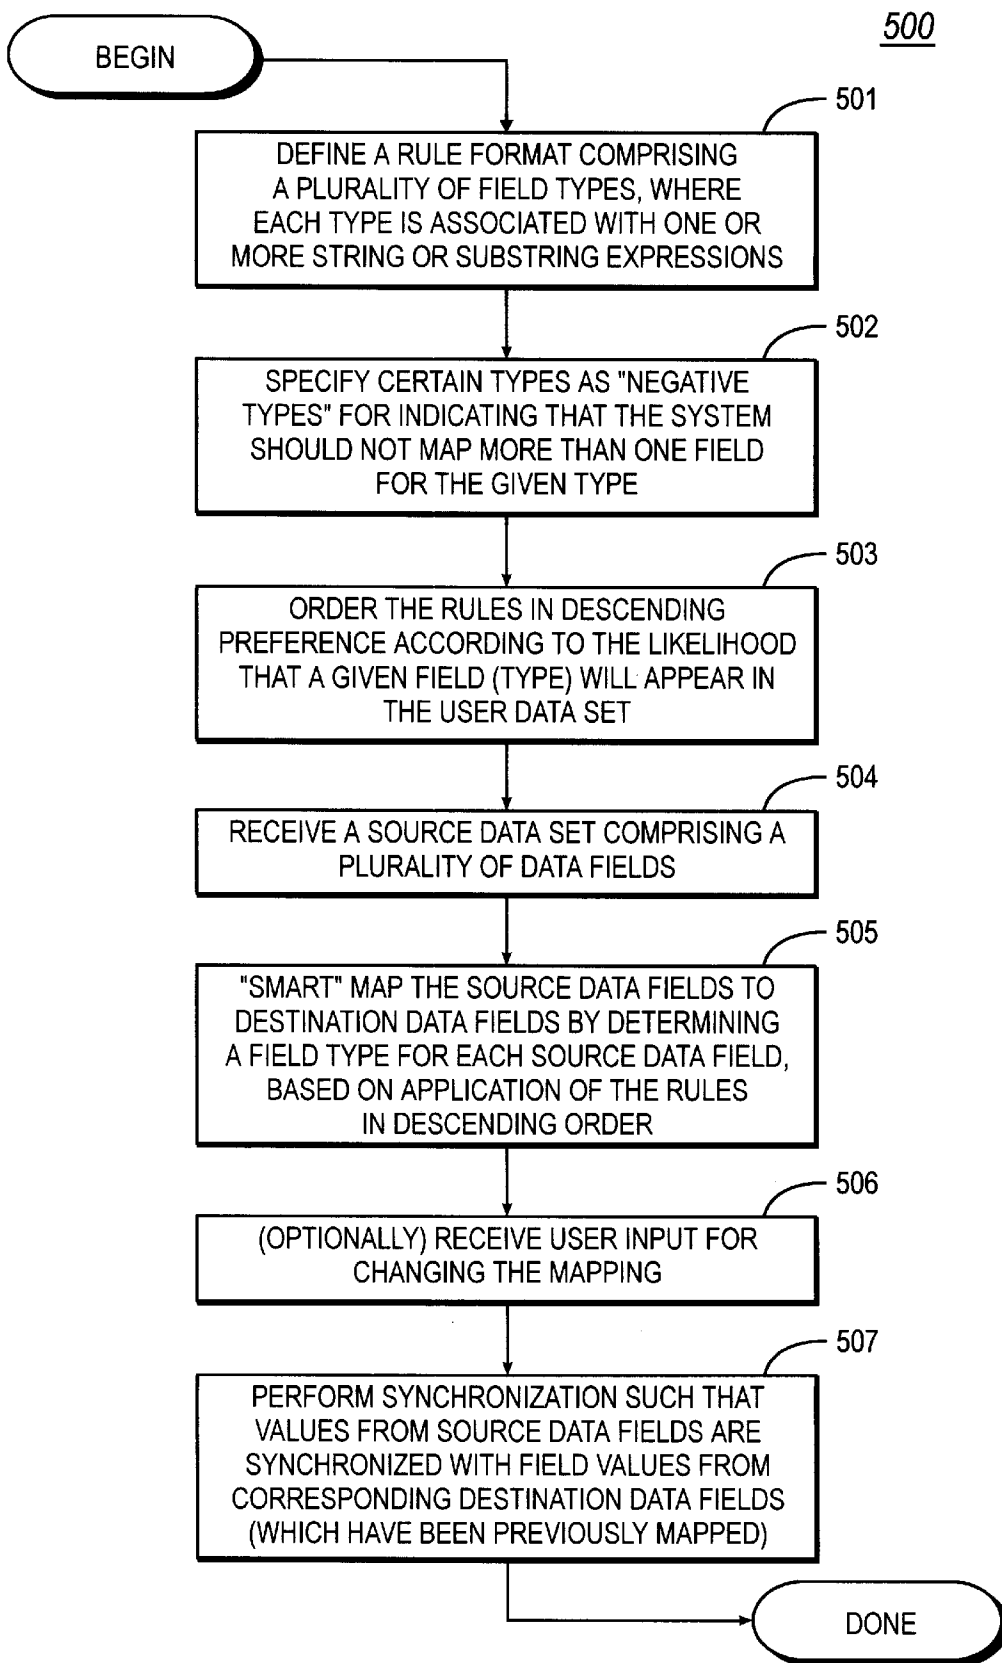 500
BEGIN
501
DEFINE A RULE FORMAT COMPRISING
A PLURALITY OF FIELD TYPES, WHERE
EACH TYPE IS ASSOCIATED WITH ONE OR
MORE STRING OR SUBSTRING EXPRESSIONS
502
SPECIFY CERTAIN TYPES AS "NEGATIVE
TYPES" FOR INDICATING THAT THE SYSTEM
SHOULD NOT MAP MORE THAN ONE FIELD
FOR THE GIVEN TYPE
503
ORDER THE RULES IN DESCENDING
PREFERENCE ACCORDING TO THE LIKELIHOOD
THAT A GIVEN FIELD (TYPE) WILL APPEAR IN
THE USER DATA SET
504
RECEIVE A SOURCE DATA SET COMPRISING A
PLURALITY OF DATA FIELDS
505
"SMART" MAP THE SOURCE DATA FIELDS TO
DESTINATION DATA FIELDS BY DETERMINING
A FIELD TYPE FOR EACH SOURCE DATA FIELD,
BASED ON APPLICATION OF THE RULES
IN DESCENDING ORDER
506
(OPTIONALLY) RECEIVE USER INPUT FOR
CHANGING THE MAPPING
507
PERFORM SYNCHRONIZATION SUCH THAT
VALUES FROM SOURCE DATA FIELDS ARE
SYNCHRONIZED WITH FIELD VALUES FROM
CORRESPONDING DESTINATION DATA FIELDS
(WHICH HAVE BEEN PREVIOUSLY MAPPED)
DONE